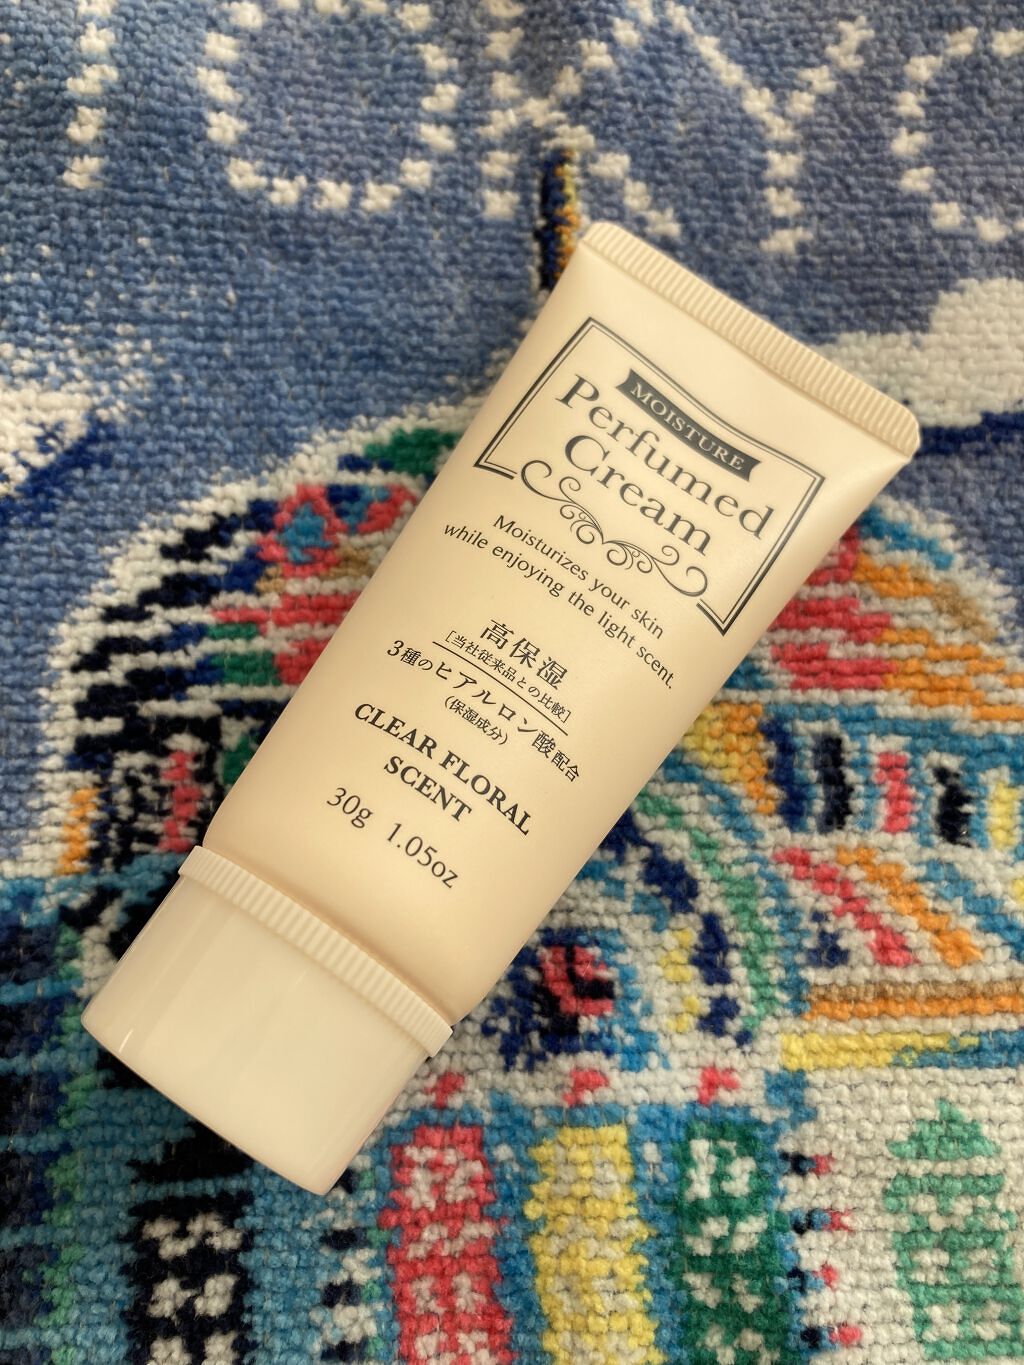 MOISTURE
Perfumed
Cream
Moisturizes your skin
while enjoying the light scent.
高保湿
[当社従来品との比較]
3種のヒアルロン酸配合
(保湿成分)
CLEAR FLORAL
SCENT
30g 1.05oz